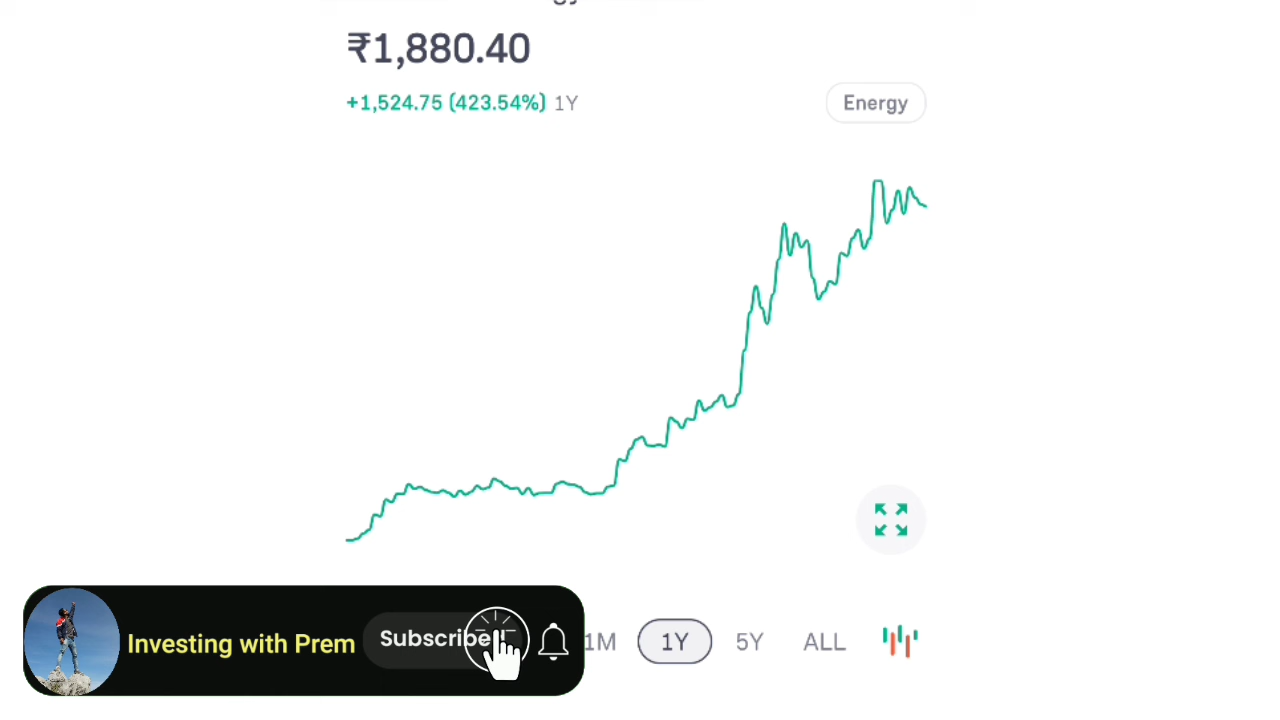 ₹1,880.40
+1,524.75 (423.54%) 1Y
Energy
Investing with Prem
Subscribe
1M
1Y
5Y
ALL